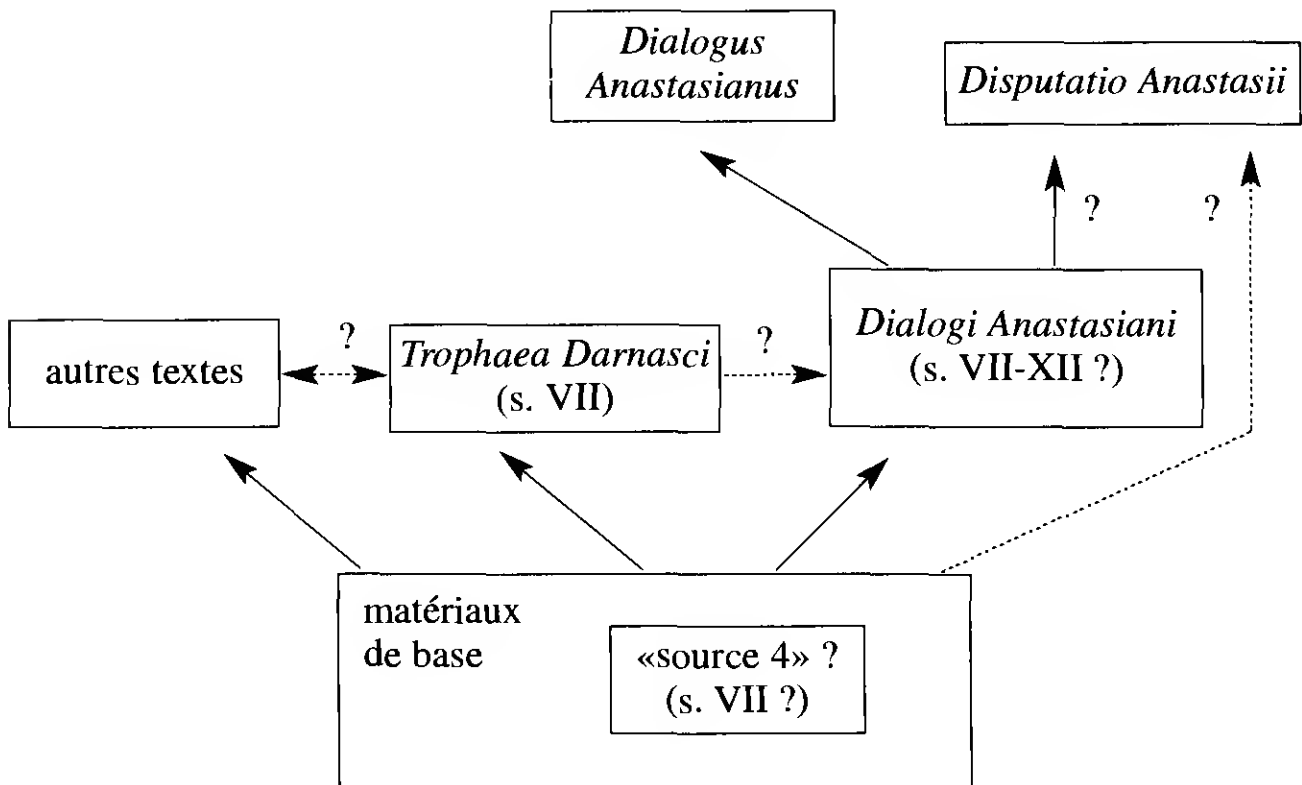 Dialogus
Anastasianus
Disputatio Anastasii
?
?
autres textes
?
Trophaea Darnasci
(s. VII)
?
Dialogi Anastasiani
(s. VII-XII ?)
matériaux
de base
«source 4» ?
(s. VII ?)